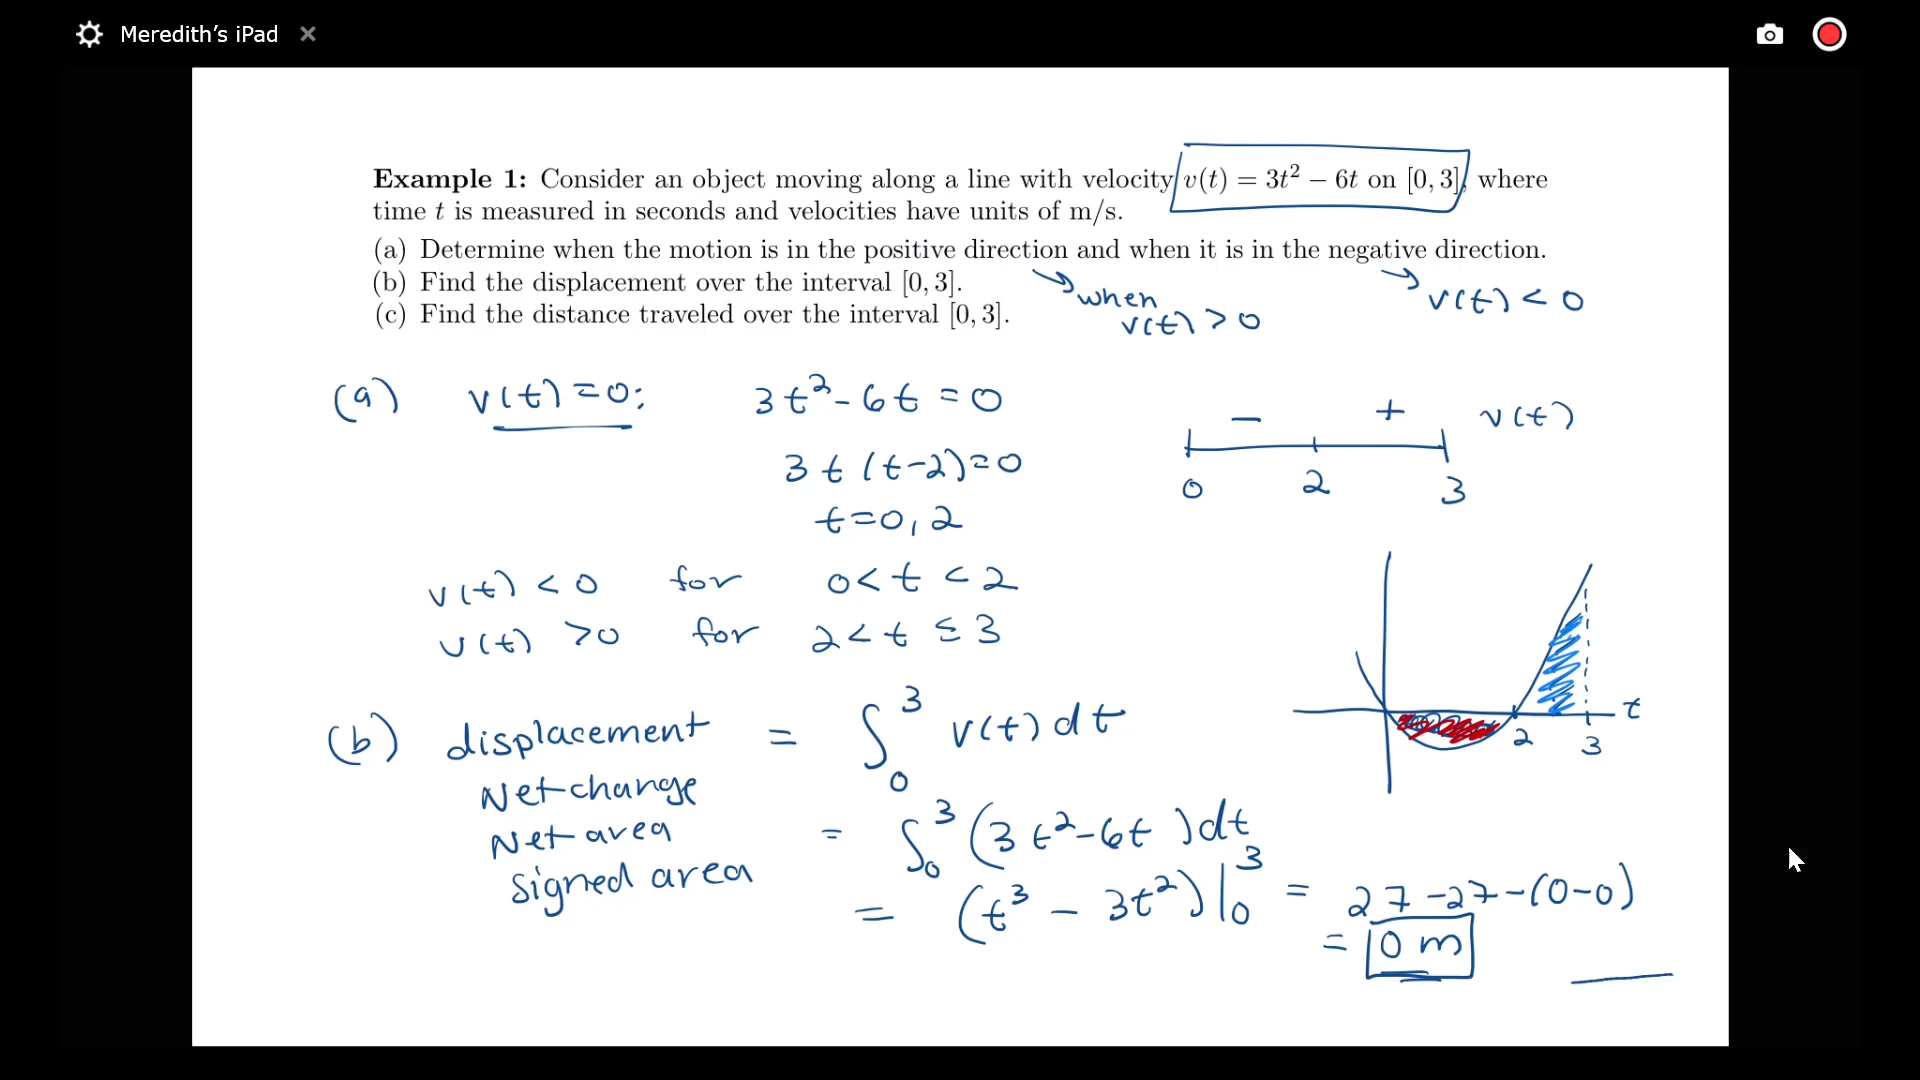 Meredith's iPad
Example 1: Consider an object moving along a line with velocity v(t) = 3t² − 6t on [0, 3], where
time t is measured in seconds and velocities have units of m/s.
(a) Determine when the motion is in the positive direction and when it is in the negative direction.
(b) Find the displacement over the interval [0, 3].
(c) Find the distance traveled over the interval [0, 3].
when
v(t) > 0
v(t) < 0
(a) v(t) = 0: 3t² - 6t = 0
3t(t-2)=0
t=0, 2
− + v(t)
0 2 3
v(t) < 0 for 0 < t < 2
v(t) > 0 for 2 < t ≤ 3
t
2 3
(b) displacement = ∫₀³ v(t) dt
Net change
Net area = ∫₀³ (3t² - 6t) dt
signed area = (t³ − 3t²)|₀³ = 27 - 27 - (0-0)
= 0 m